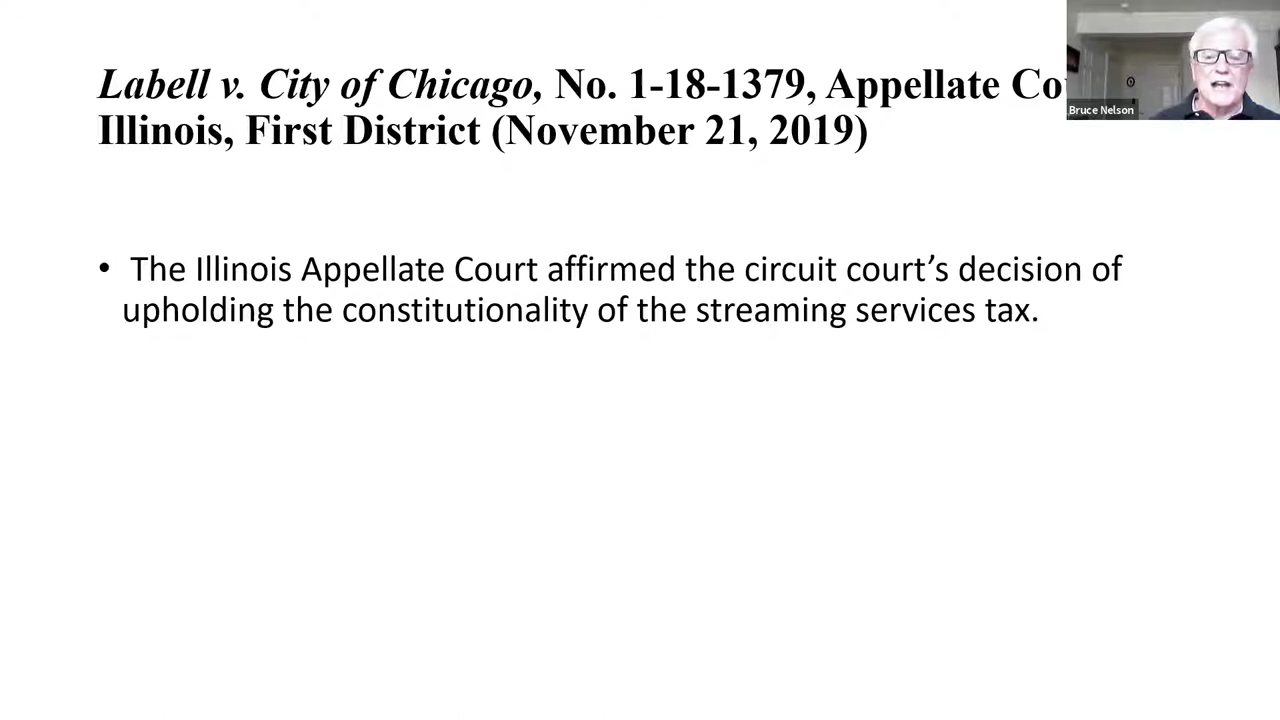 Labell v. City of Chicago, No. 1-18-1379, Appellate
Illinois, First District (November 21, 2019)
Bruce Nelson
• The Illinois Appellate Court affirmed the circuit court’s decision of
upholding the constitutionality of the streaming services tax.